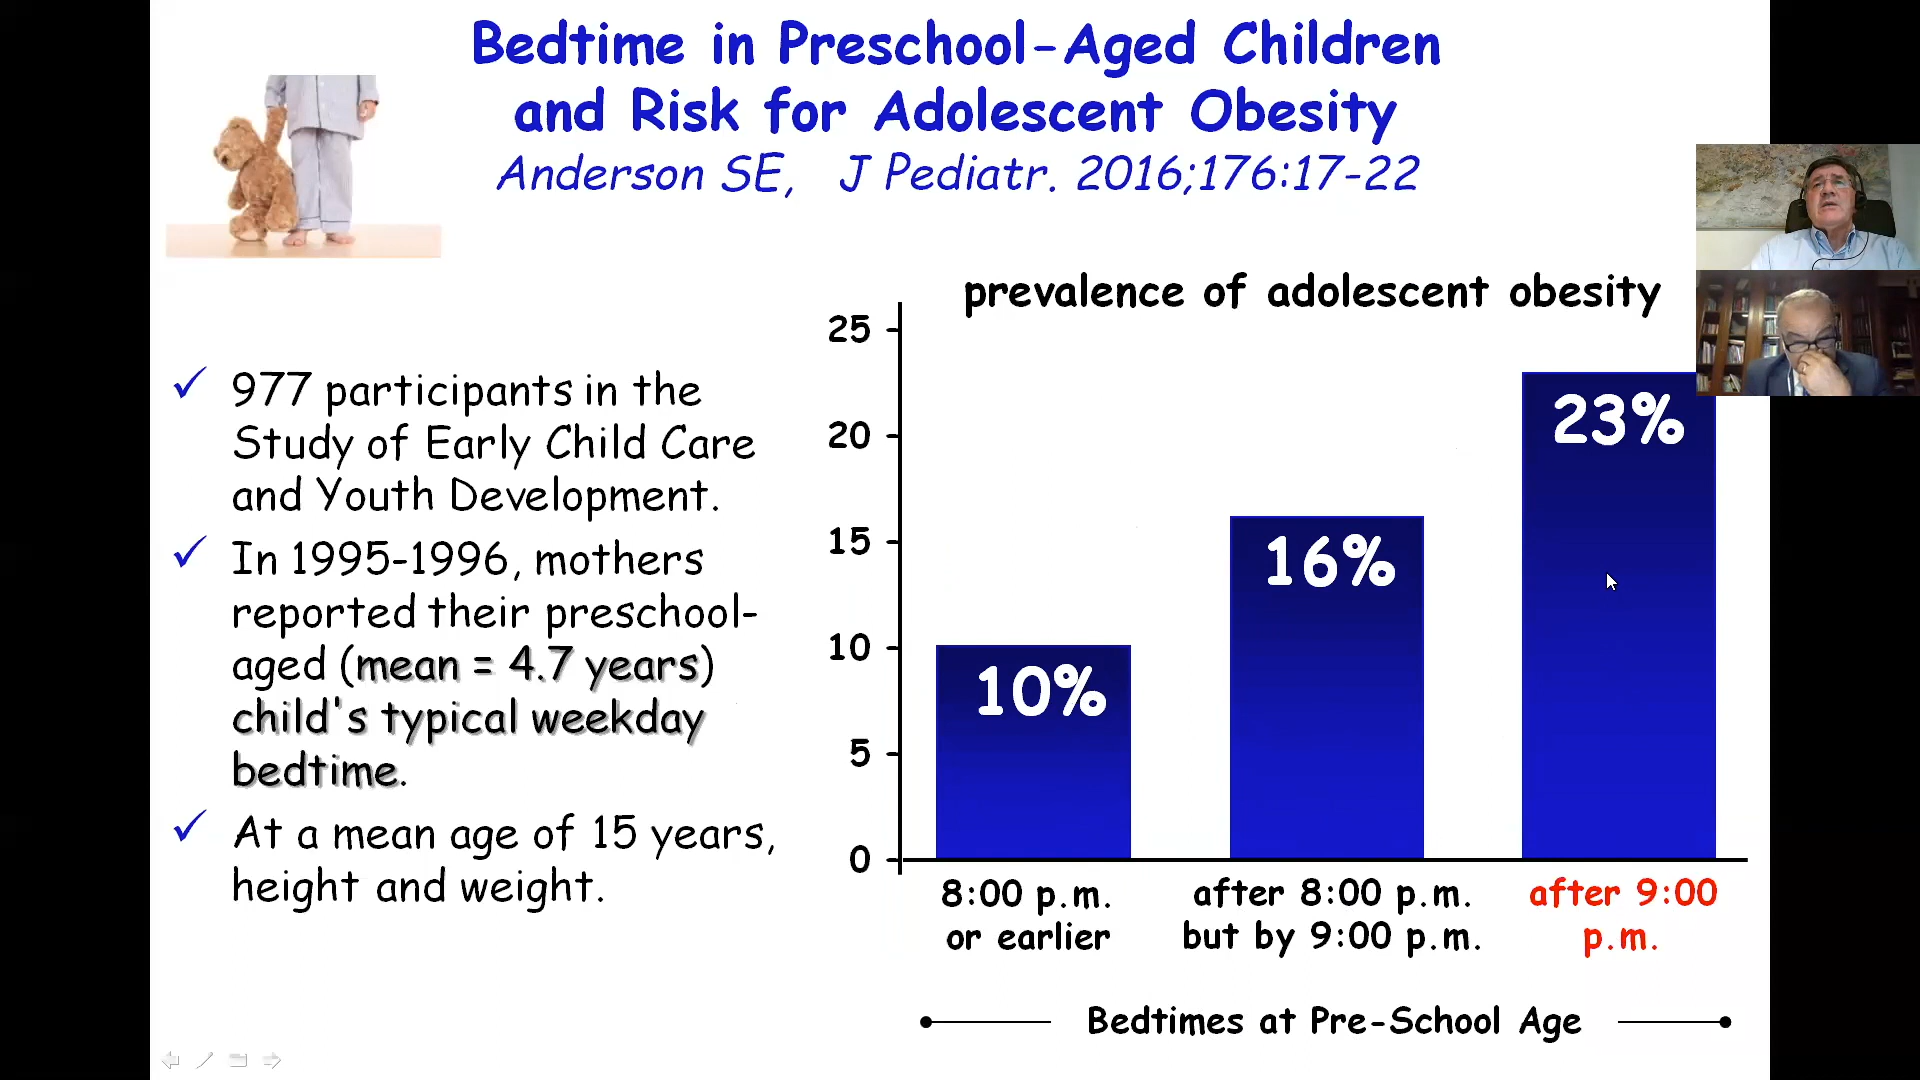 Bedtime in Preschool-Aged Children
and Risk for Adolescent Obesity
Anderson SE, J Pediatr. 2016;176:17-22
✓ 977 participants in the
Study of Early Child Care
and Youth Development.
✓ In 1995-1996, mothers
reported their preschool-
aged (mean = 4.7 years)
child's typical weekday
bedtime.
✓ At a mean age of 15 years,
height and weight.
prevalence of adolescent obesity
25
20
15
10
5
0
10%
16%
23%
8:00 p.m.
or earlier
after 8:00 p.m.
but by 9:00 p.m.
after 9:00
p.m.
Bedtimes at Pre-School Age